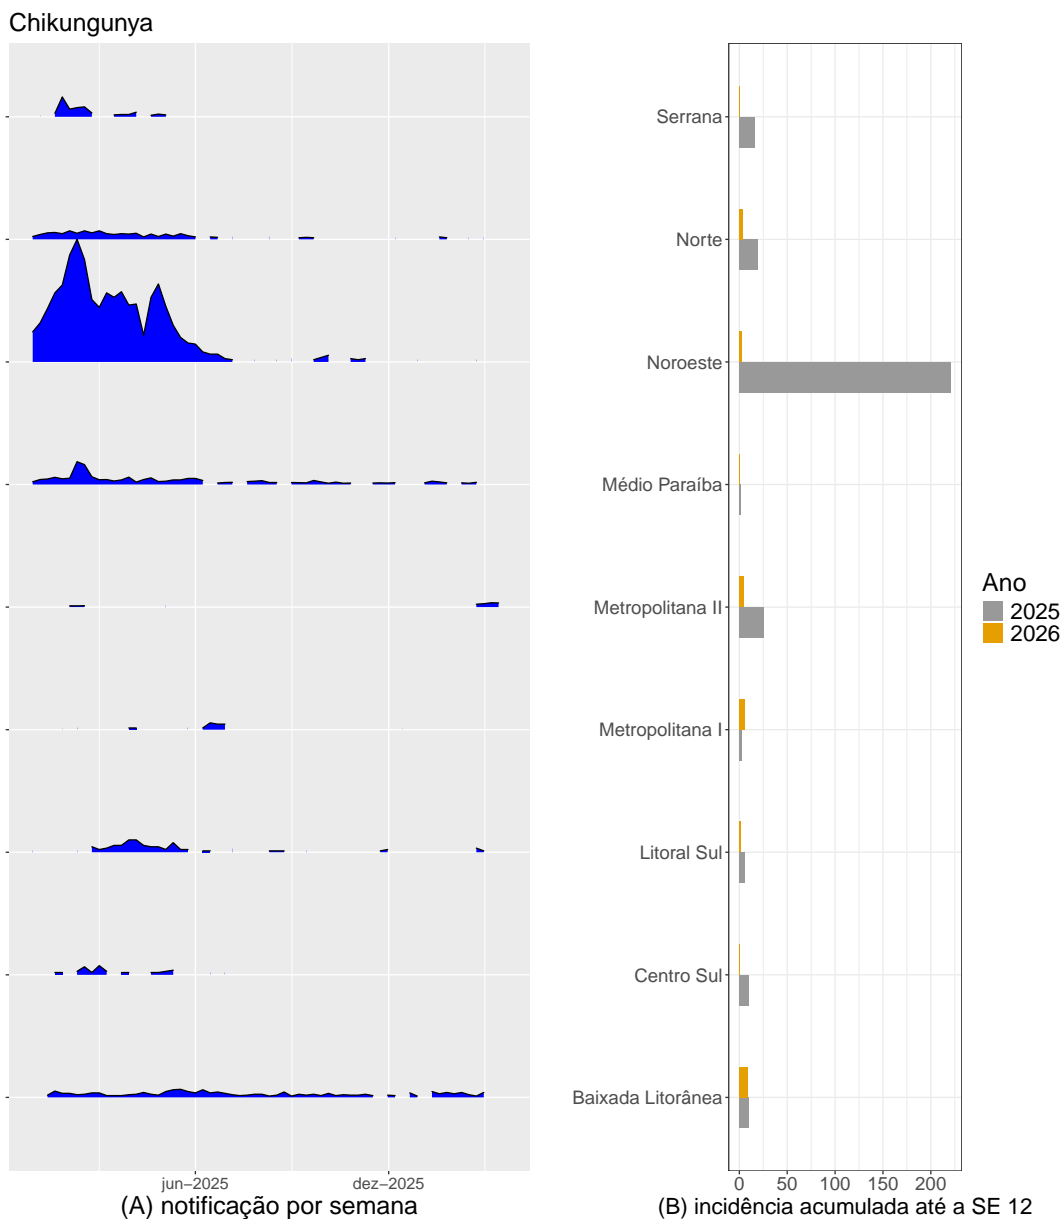 Chikungunya
Serrana
Norte
Noroeste
Médio Paraíba
Metropolitana II
Metropolitana I
Litoral Sul
Centro Sul
Baixada Litorânea
jun−2025
dez−2025
(A) notificação por semana
0
50
100
150
200
(B) incidência acumulada até a SE 12
Ano
2025
2026